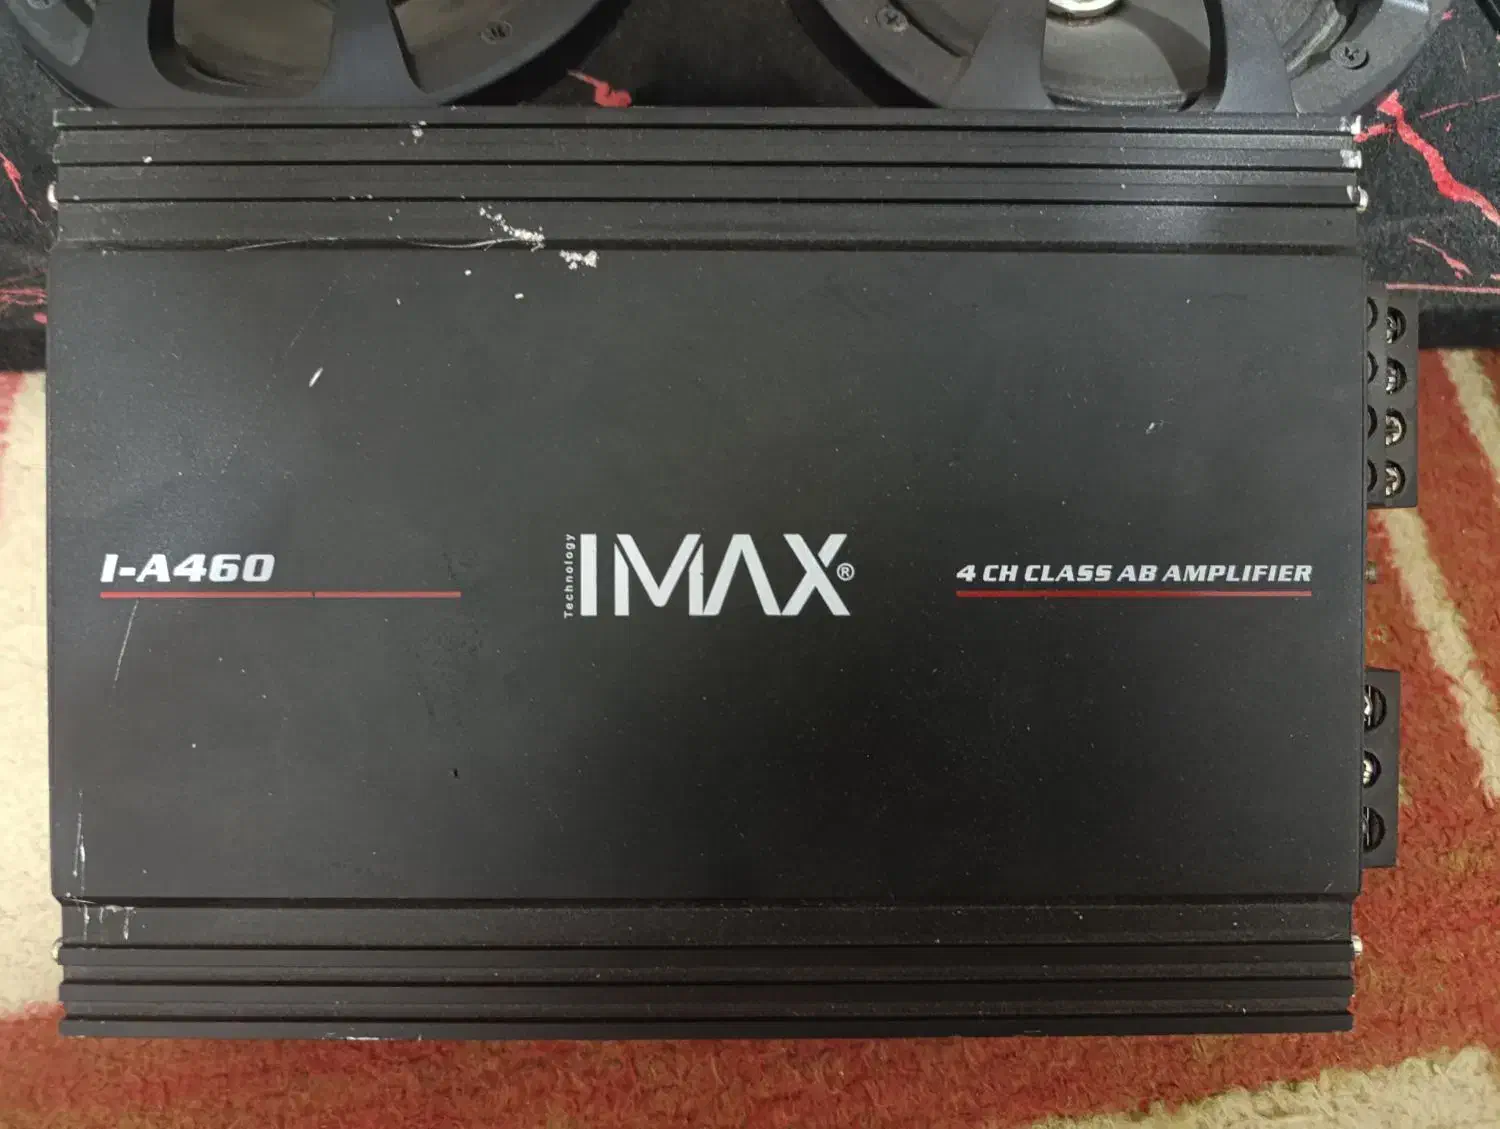 I-A460
Technology
IMAX®
4 CH CLASS AB AMPLIFIER